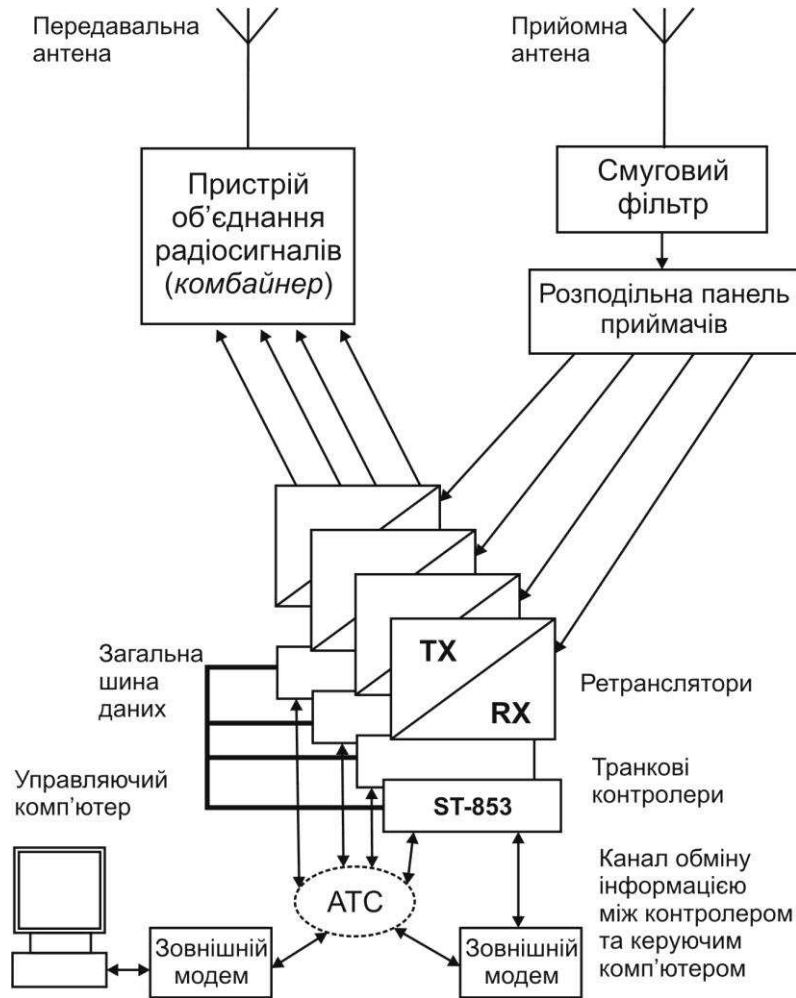 Передавальна
антена
Прийомна
антена
Пристрій
об’єднання
радіосигналів
(комбайнер)
Смуговий
фільтр
Розподільна панель
приймачів
TX
RX
Загальна
шина
даних
Ретранслятори
Управляючий
комп’ютер
Транкові
контролери
ST-853
АТС
Канал обміну
інформацією
між контролером
та керуючим
комп’ютером
Зовнішній
модем
Зовнішній
модем